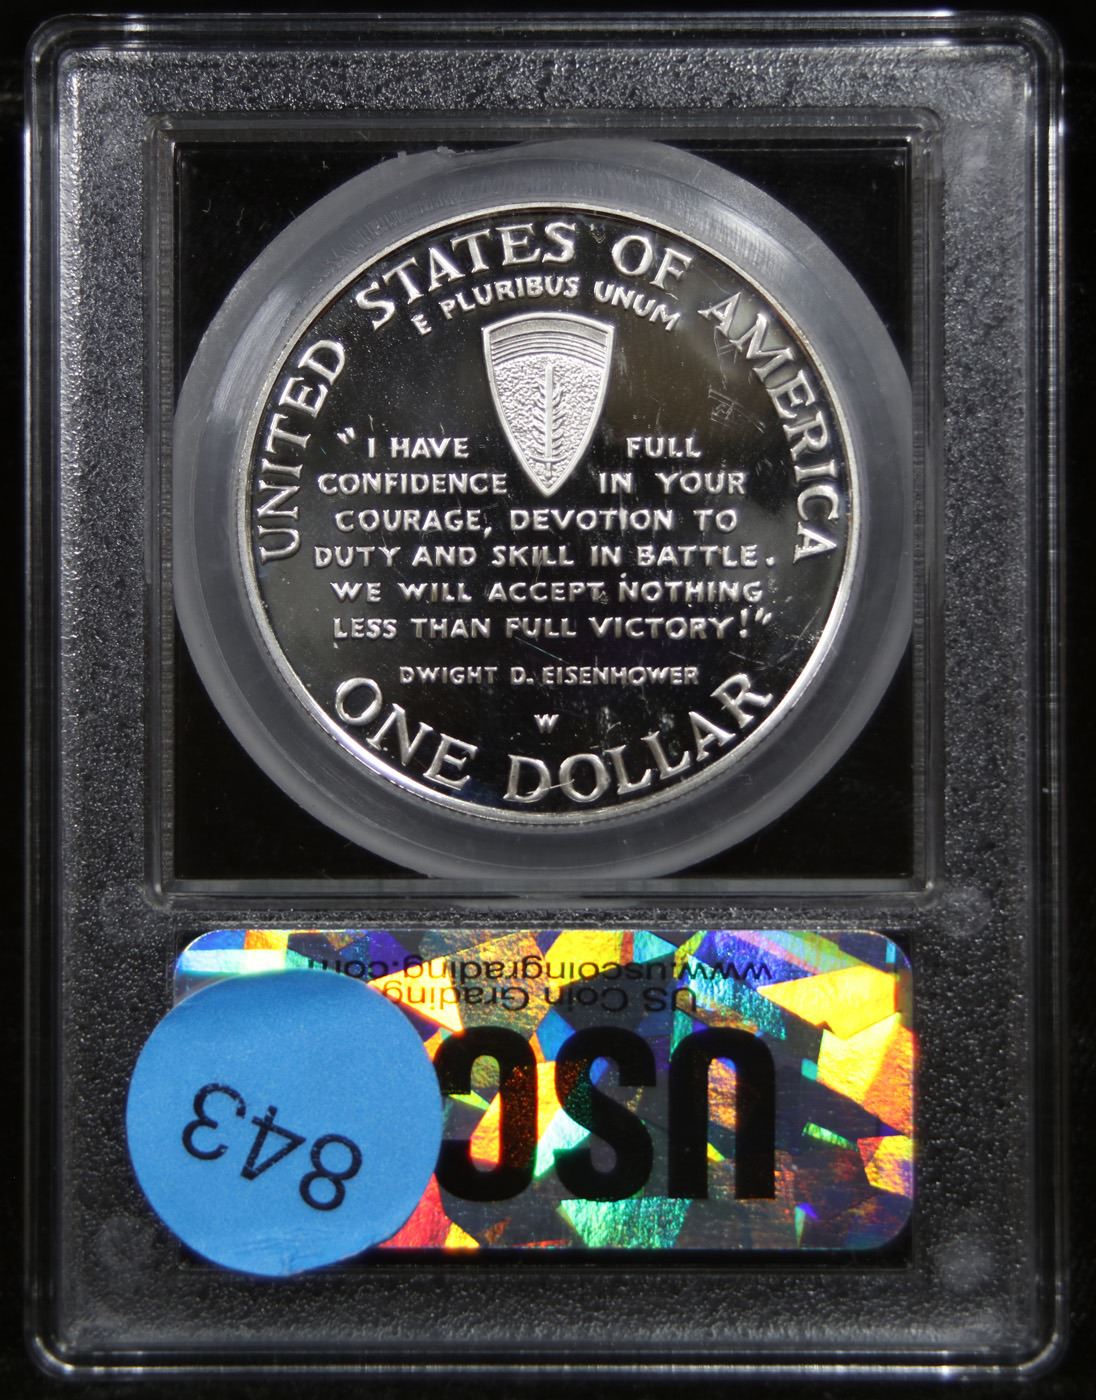 UNITED STATES OF AMERICA
E PLURIBUS UNUM
"I HAVE FULL
CONFIDENCE IN YOUR
COURAGE, DEVOTION TO
DUTY AND SKILL IN BATTLE.
WE WILL ACCEPT NOTHING
LESS THAN FULL VICTORY!"
DWIGHT D. EISENHOWER
W
ONE DOLLAR
www.uscoingrading.com
US Coin Grading
USCG
843